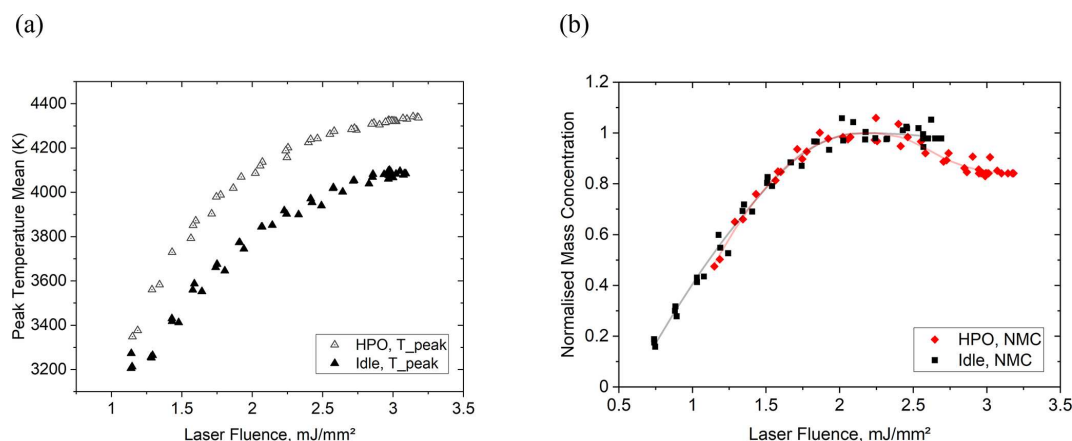 (a)
(b)
4400
4200
4000
3800
3600
3400
3200
Peak Temperature Mean (K)
HPO, T_peak
Idle, T_peak
1 1.5 2 2.5 3 3.5
Laser Fluence, mJ/mm²
1.2
1
0.8
0.6
0.4
0.2
0
Normalised Mass Concentration
HPO, NMC
Idle, NMC
0.5 1 1.5 2 2.5 3 3.5
Laser Fluence, mJ/mm²